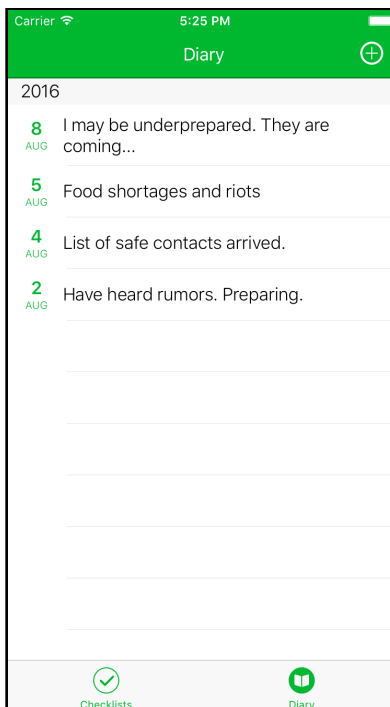 Carrier 5:25 PM
Diary
2016
8
AUG
I may be underprepared. They are
coming...
5
AUG
Food shortages and riots
4
AUG
List of safe contacts arrived.
2
AUG
Have heard rumors. Preparing.
Checklists
Diary